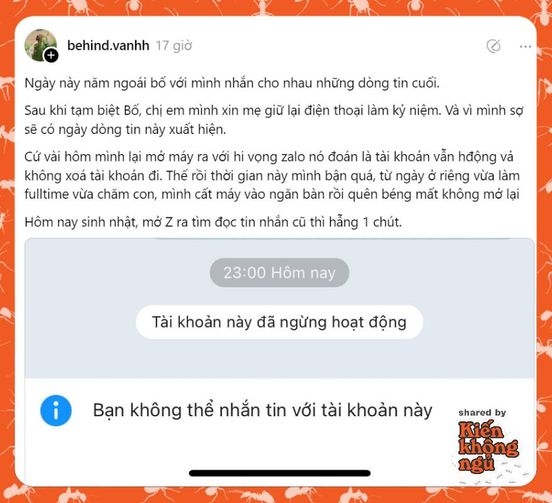 behind.vanhh 17 giờ
Ngày này năm ngoái bố với mình nhắn cho nhau những dòng tin cuối.
Sau khi tạm biệt Bố, chị em mình xin mẹ giữ lại điện thoại làm kỷ niệm. Và vì mình sợ
sẽ có ngày dòng tin này xuất hiện.
Cứ vài hôm mình lại mở máy ra với hi vọng zalo nó đoán là tài khoản vẫn hđộng vả
không xoá tài khoản đi. Thế rồi thời gian này mình bận quá, từ ngày ở riêng vừa làm
fulltime vừa chăm con, mình cất máy vào ngăn bàn rồi quên béng mất không mở lại
Hôm nay sinh nhật, mở Z ra tìm đọc tin nhắn cũ thì hẫng 1 chút.
23:00 Hôm nay
Tài khoản này đã ngừng hoạt động
Bạn không thể nhắn tin với tài khoản này
shared by
Kiến
không
ngủ